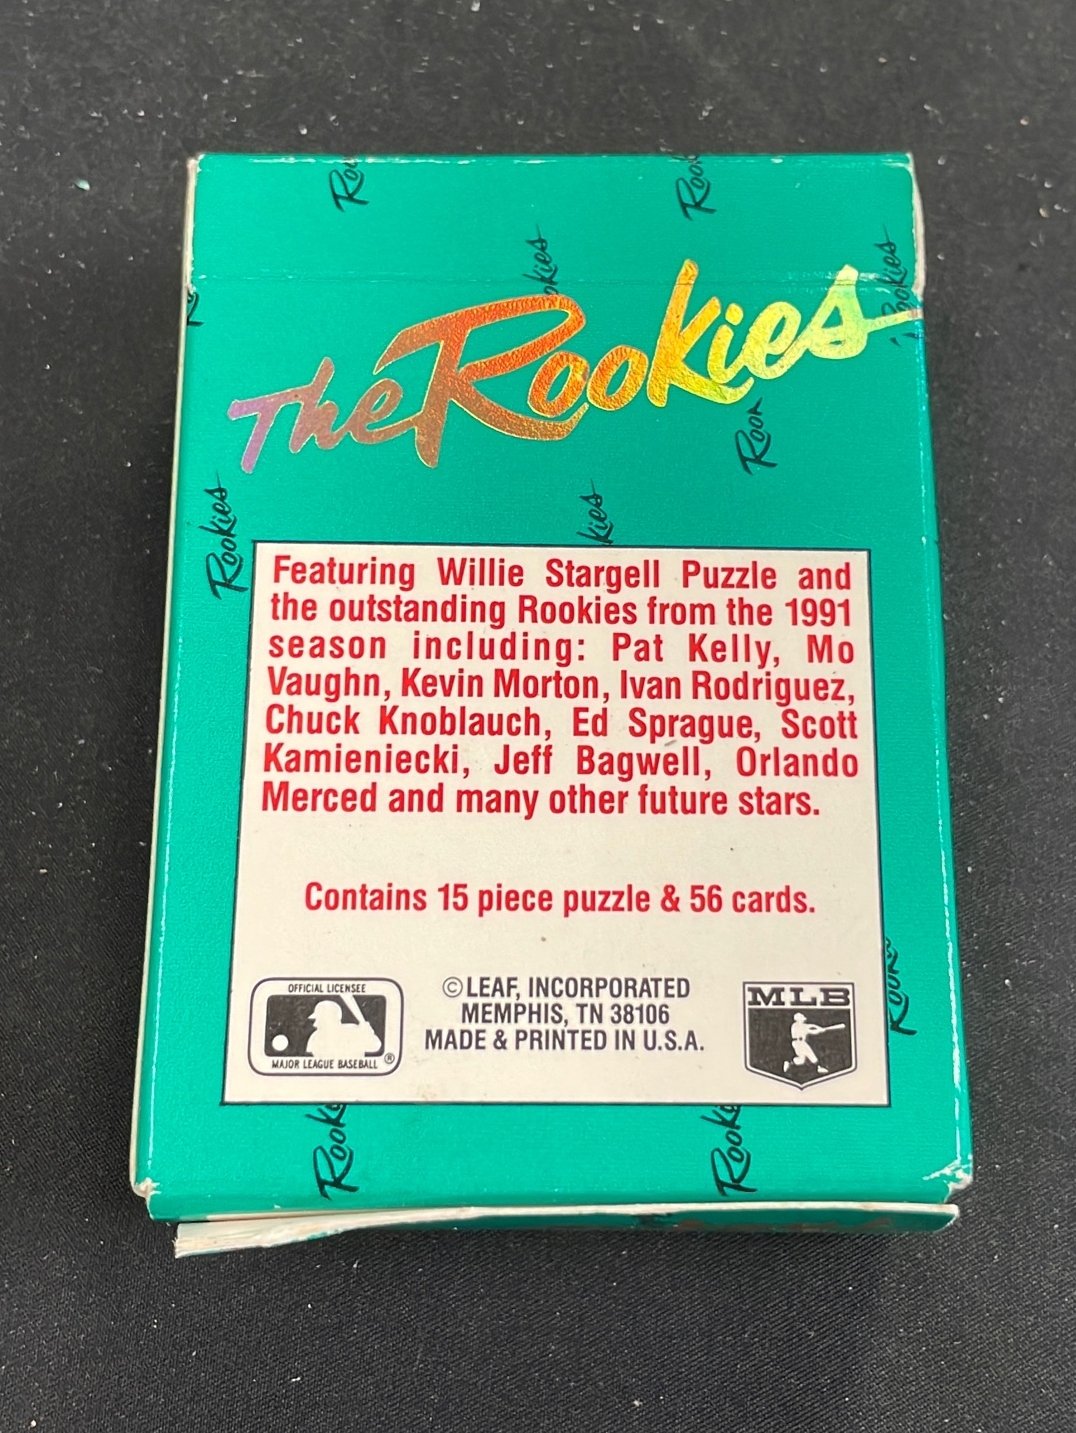 Rookies
The Rookies
Rookies
Featuring Willie Stargell Puzzle and
the outstanding Rookies from the 1991
season including: Pat Kelly, Mo
Vaughn, Kevin Morton, Ivan Rodriguez,
Chuck Knoblauch, Ed Sprague, Scott
Kamieniecki, Jeff Bagwell, Orlando
Merced and many other future stars.
Contains 15 piece puzzle & 56 cards.
OFFICIAL LICENSEE
MAJOR LEAGUE BASEBALL ®
© LEAF, INCORPORATED
MEMPHIS, TN 38106
MADE & PRINTED IN U.S.A.
MLB